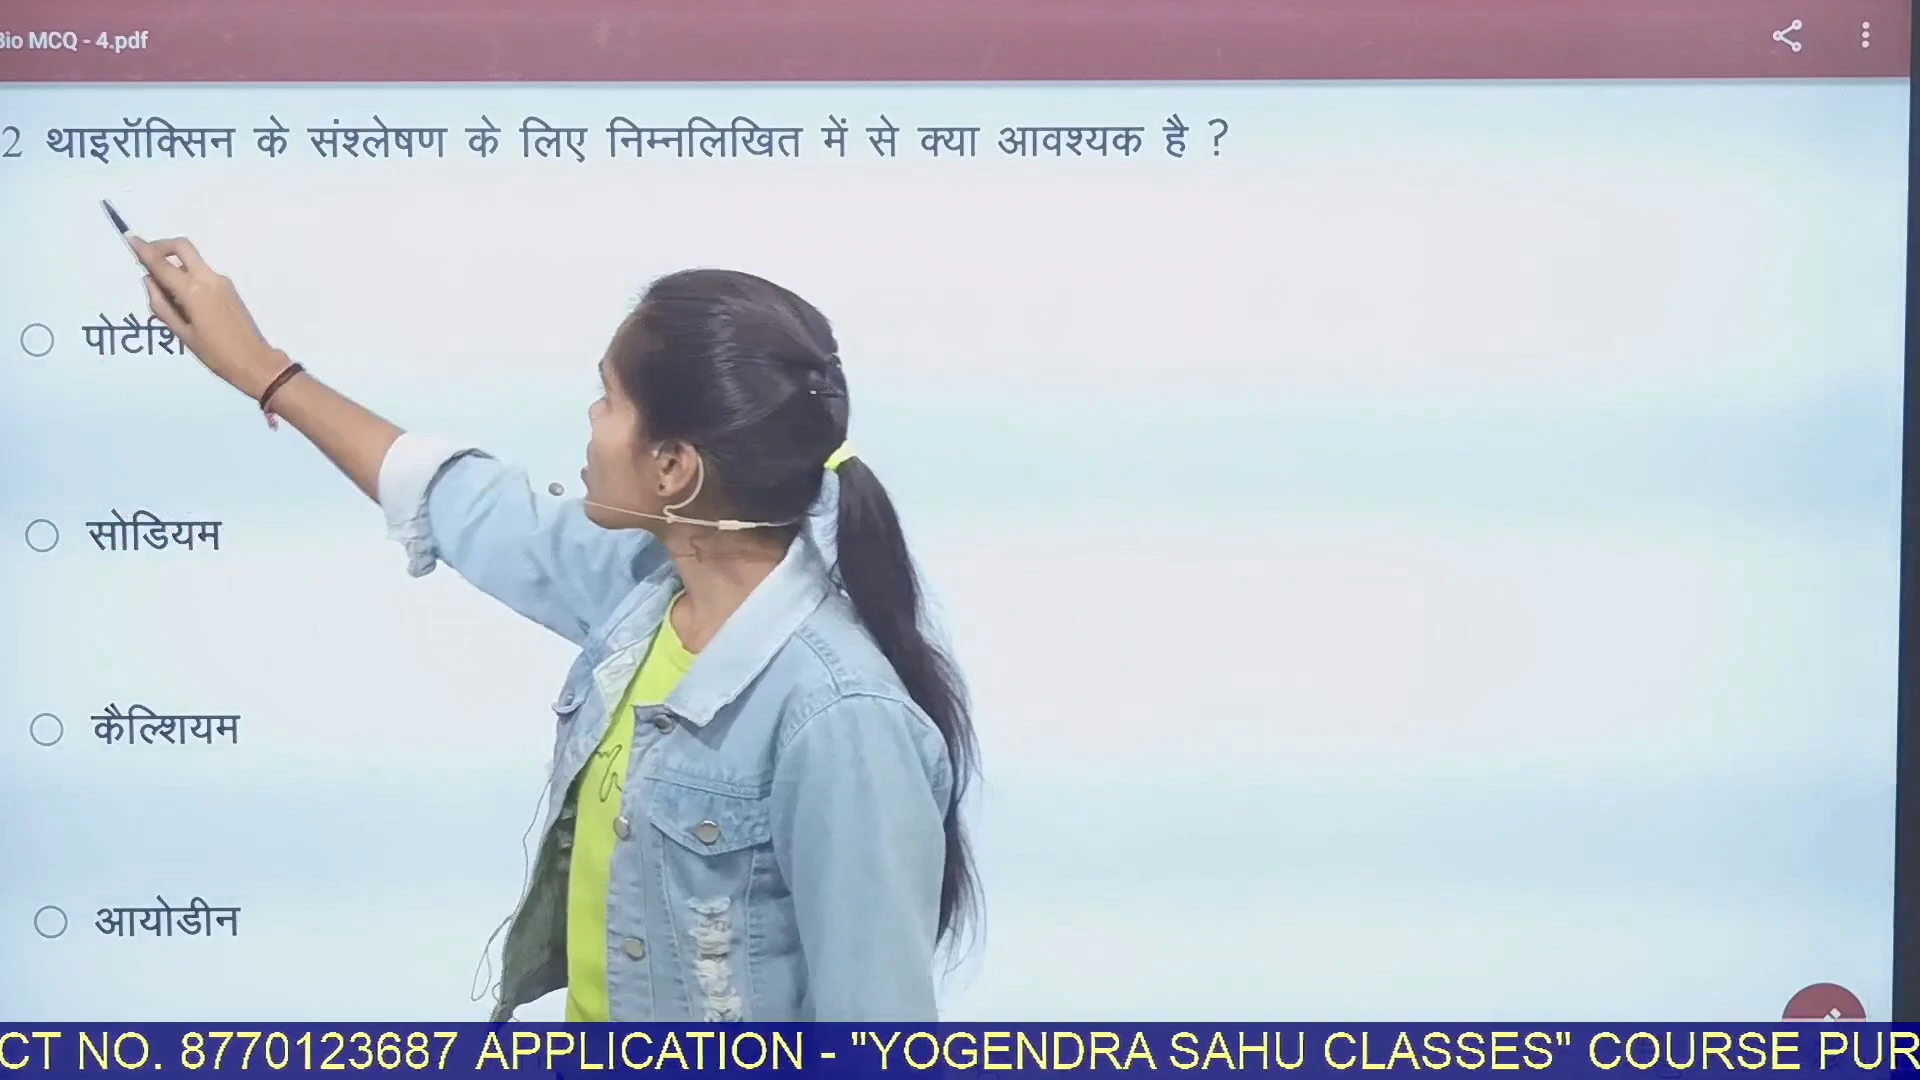 Bio MCQ - 4.pdf
2 थाइरॉक्सिन के संश्लेषण के लिए निम्नलिखित में से क्या आवश्यक है ?
सोडियम
कैल्शियम
आयोडीन
CT NO. 8770123687 APPLICATION - "YOGENDRA SAHU CLASSES" COURSE PUR